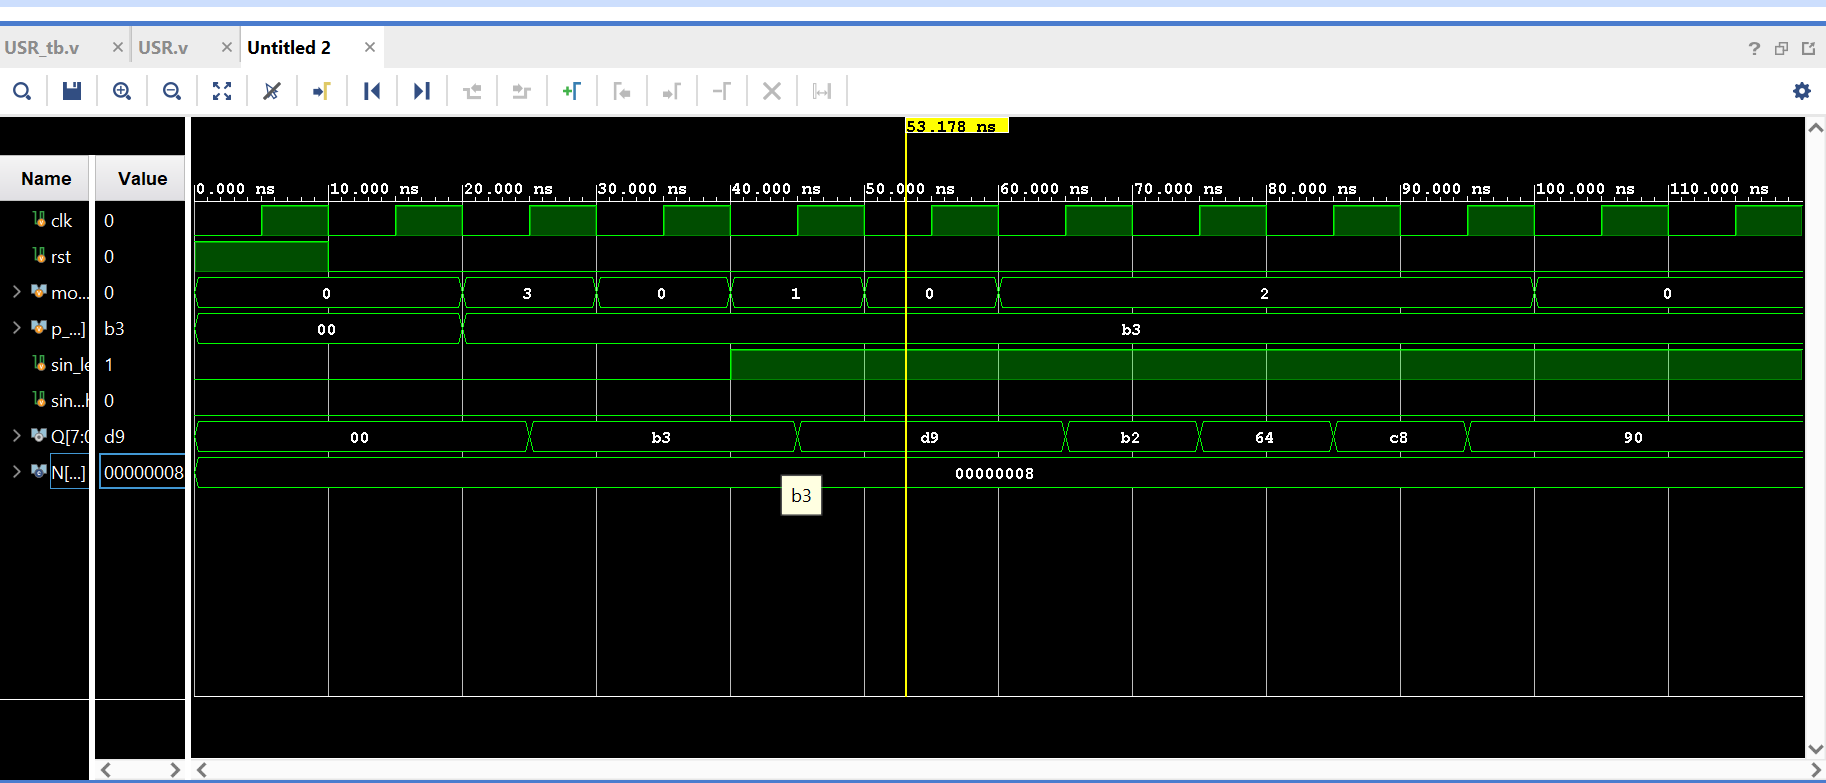 USR_tb.v × USR.v × Untitled 2 ×
?
53.178 ns
Name Value
0.000 ns 10.000 ns 20.000 ns 30.000 ns 40.000 ns 50.000 ns 60.000 ns 70.000 ns 80.000 ns 90.000 ns 100.000 ns 110.000 ns
clk 0
rst 0
mo... 0 0 3 0 1 0 2 0
p_...] b3 00 b3
sin_le 1
sin...h 0
Q[7:0 d9 00 b3 d9 b2 64 c8 90
N[...] 00000008 00000008
b3